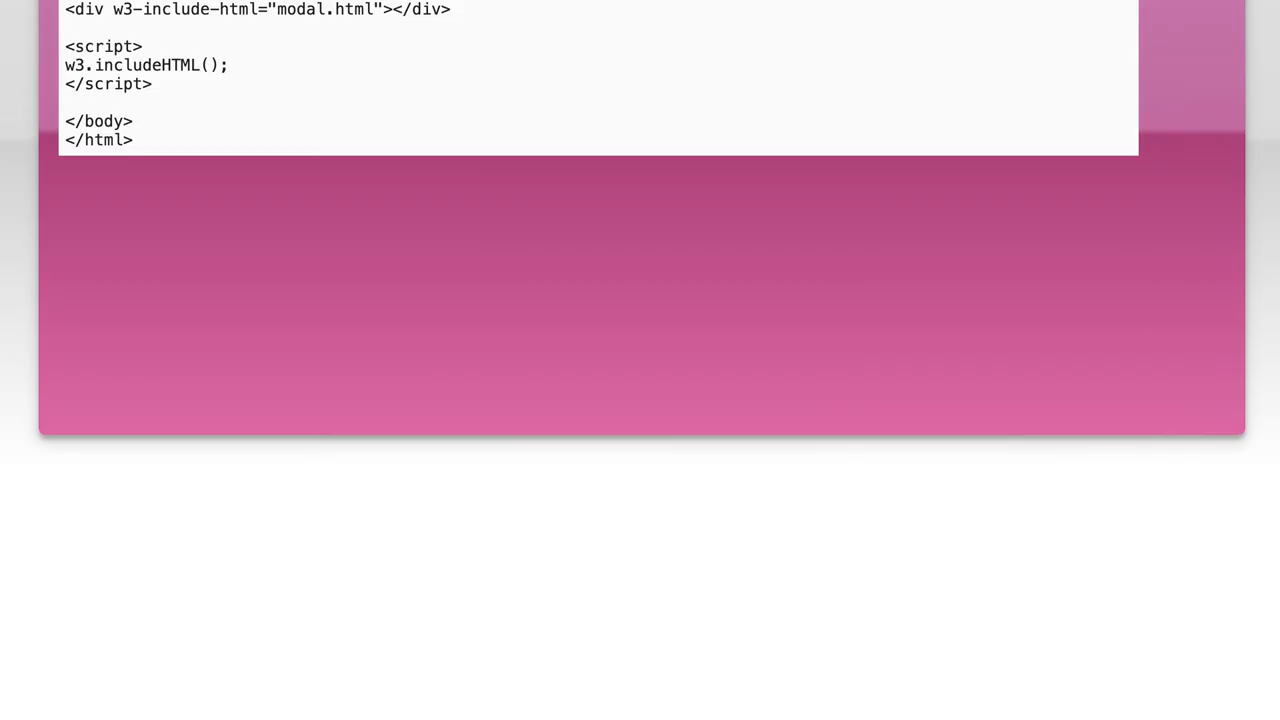 <div w3-include-html="modal.html"></div>
<script>
w3.includeHTML();
</script>
</body>
</html>